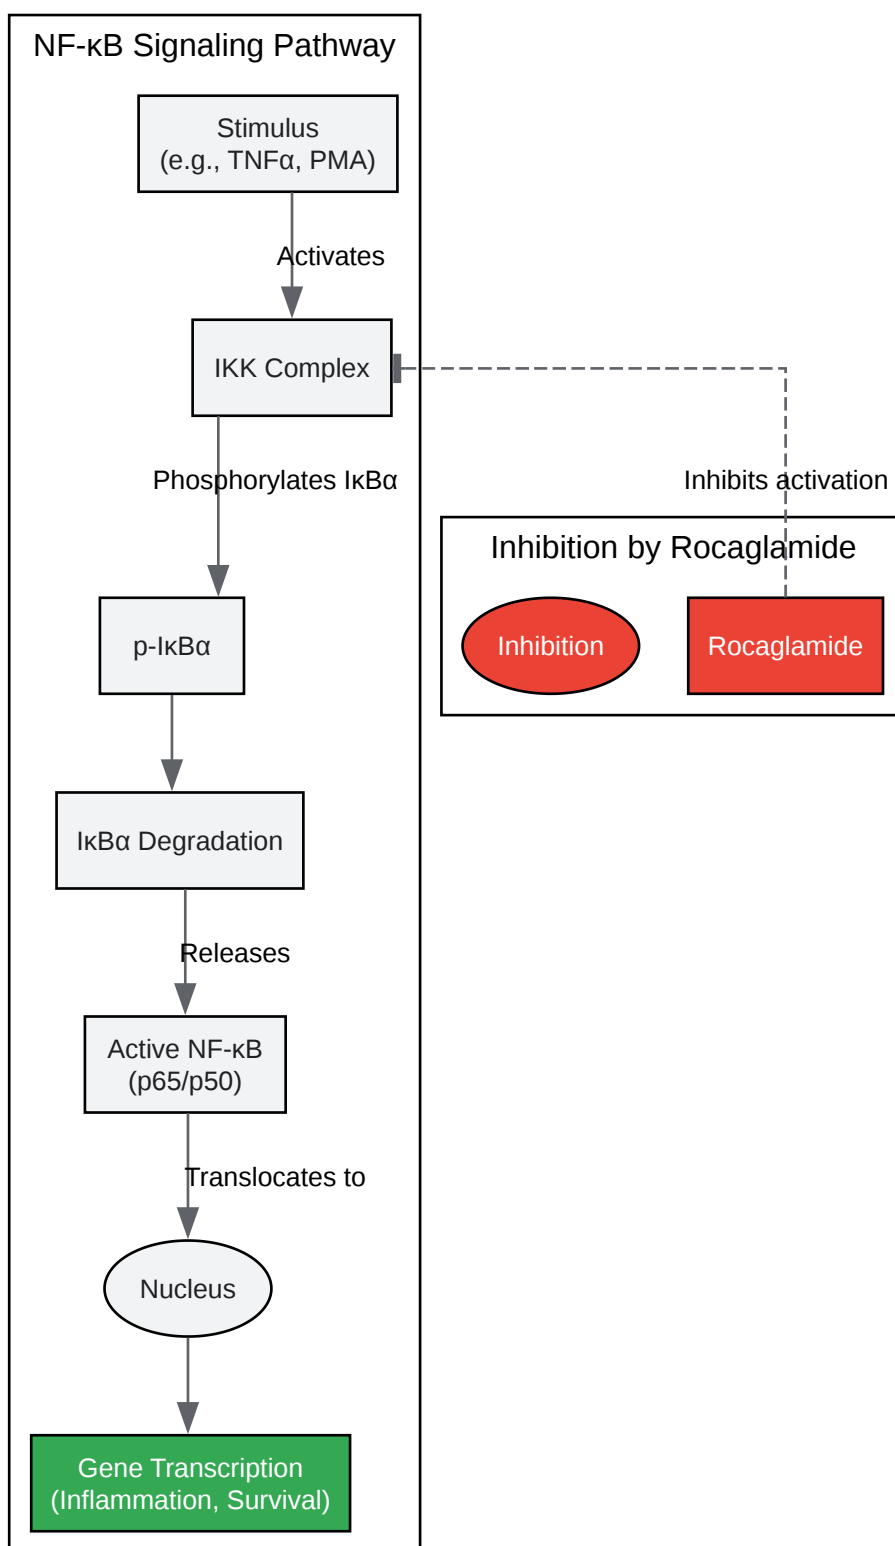 NF-κB Signaling Pathway
Stimulus
(e.g., TNFα, PMA)
Activates
IKK Complex
Phosphorylates IκBα
Inhibits activation
Inhibition by Rocaglamide
p-IκBα
Inhibition
Rocaglamide
IκBα Degradation
Releases
Active NF-κB
(p65/p50)
Translocates to
Nucleus
Gene Transcription
(Inflammation, Survival)